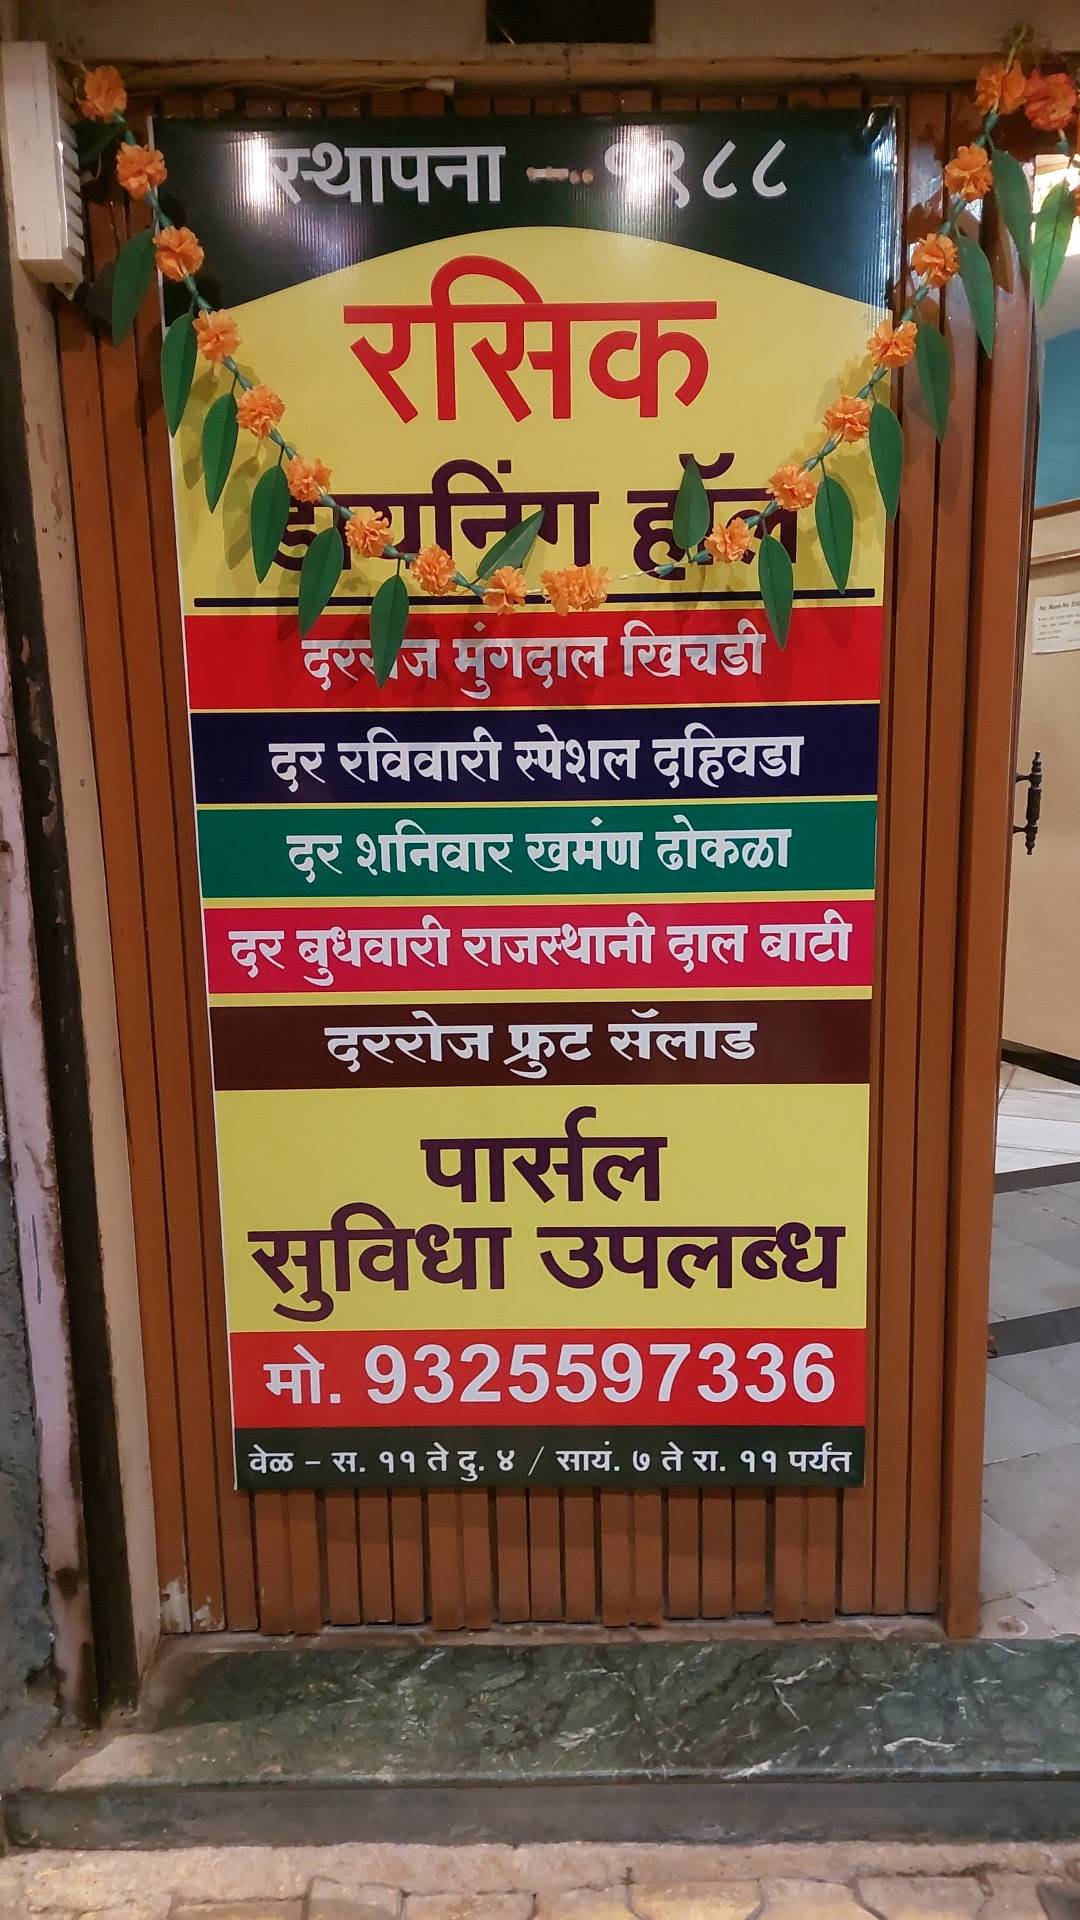 स्थापना - १९८८
रसिक
डायनिंग हॉल
दररोज मुंगदाल खिचडी
दर रविवारी स्पेशल दहिवडा
दर शनिवार खमंण ढोकळा
दर बुधवारी राजस्थानी दाल बाटी
दररोज फ्रुट सॅलाड
पार्सल
सुविधा उपलब्ध
मो. 9325597336
वेळ - स. ११ ते दु. ४ / सायं. ७ ते रा. ११ पर्यंत